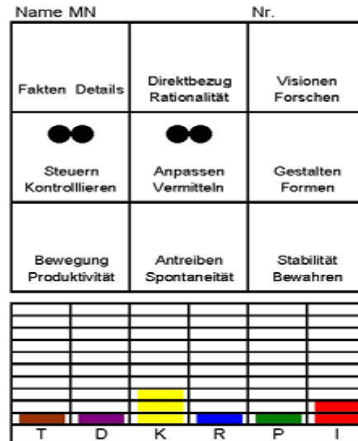 Name MN Nr.
Fakten Details
Direktbezug
Rationalität
Visionen
Forschen
Steuern
Kontrolllieren
Anpassen
Vermitteln
Gestalten
Formen
Bewegung
Produktivität
Antreiben
Spontaneität
Stabilität
Bewahren
T D K R P I